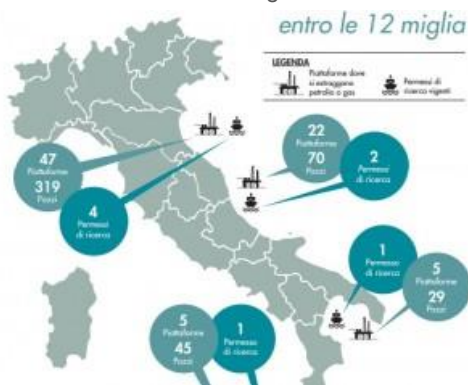 entro le 12 miglia
LEGENDA
Piattaforme dove
si estraggono
petrolio o gas
Permessi di
ricerca vigenti
47
Piattaforme
319
Pozzi
4
Permessi
di ricerca
22
Piattaforme
70
Pozzi
2
Permessi
di ricerca
1
Permesso
di ricerca
5
Piattaforme
29
Pozzi
5
Piattaforme
45
Pozzi
1
Permesso
di ricerca